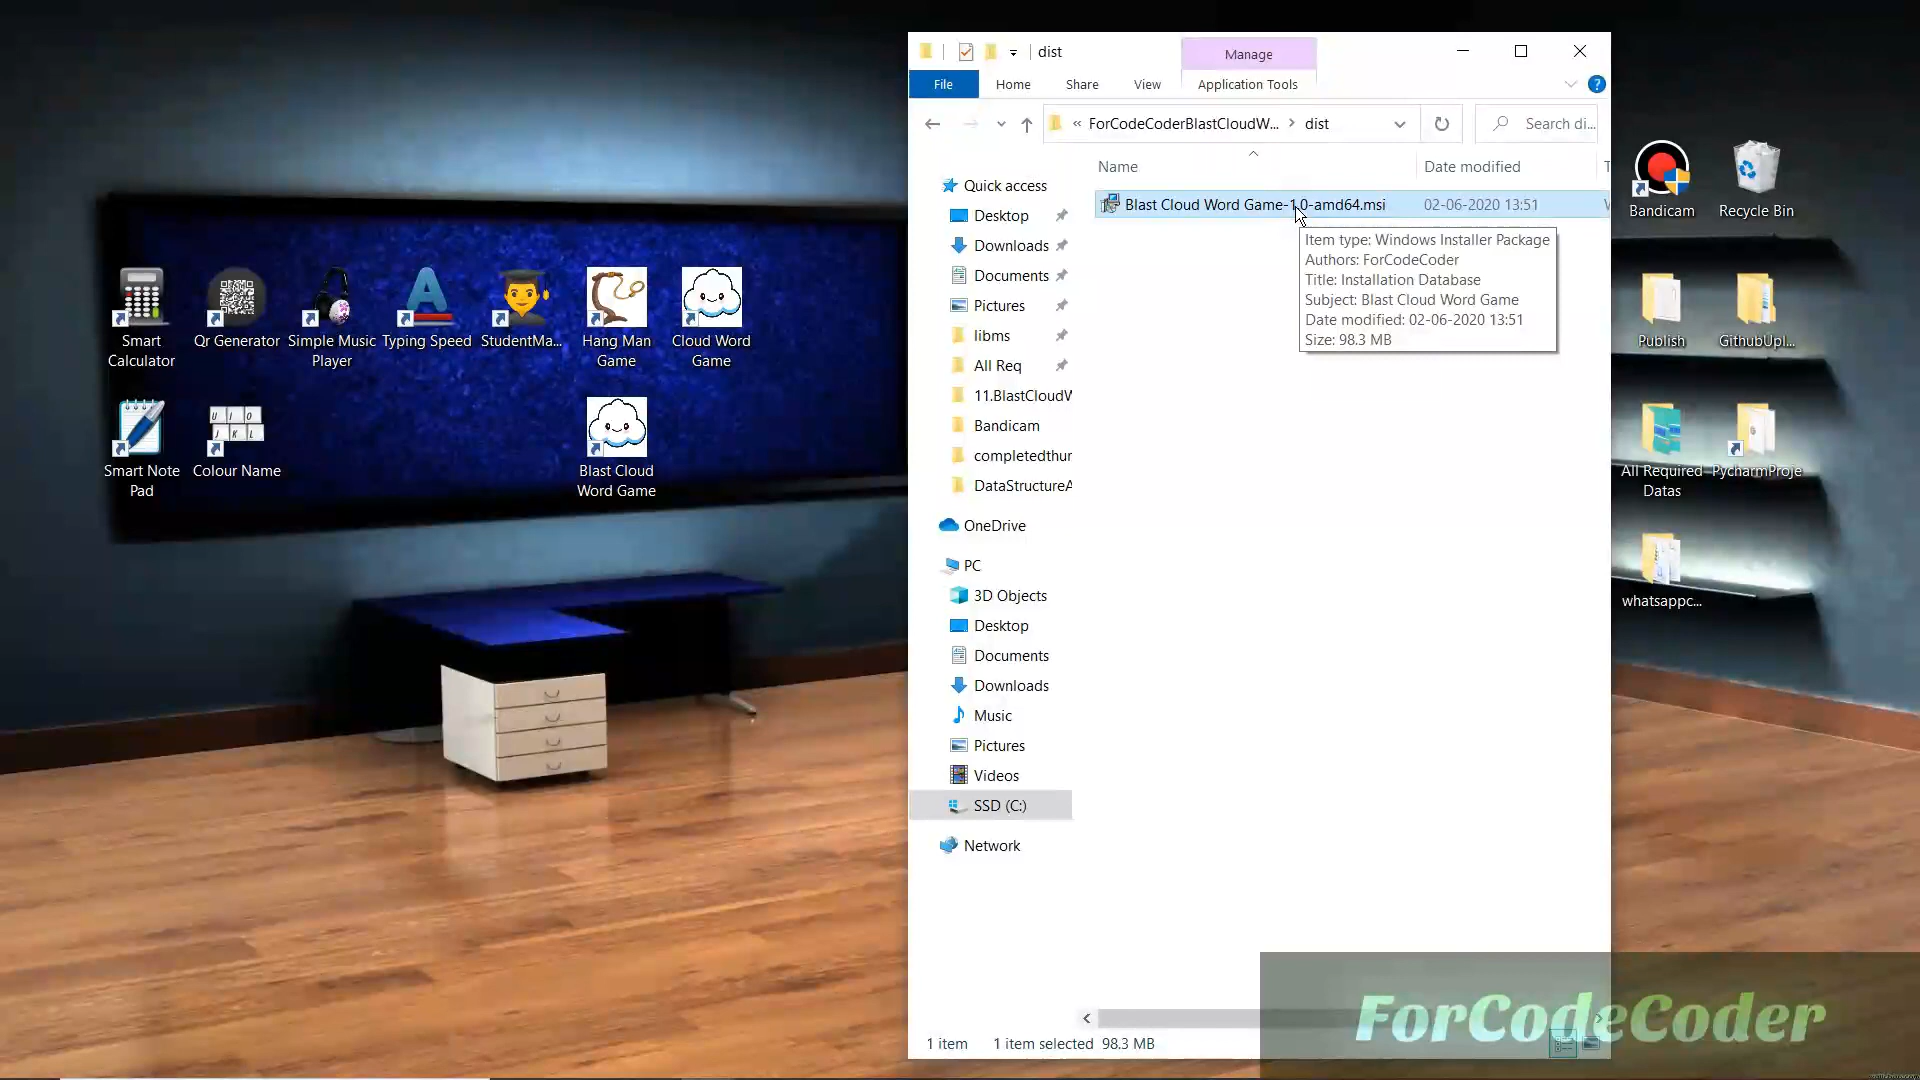 dist
Manage
File
Home
Share
View
Application Tools
« ForCodeCoderBlastCloudW... > dist
Search di...
Name
Date modified
Blast Cloud Word Game-1.0-amd64.msi
02-06-2020 13:51
Item type: Windows Installer Package
Authors: ForCodeCoder
Title: Installation Database
Subject: Blast Cloud Word Game
Date modified: 02-06-2020 13:51
Size: 98.3 MB
Quick access
Desktop
Downloads
Documents
Pictures
libms
All Req
11.BlastCloudW
Bandicam
completedthur
DataStructureA
OneDrive
PC
3D Objects
Desktop
Documents
Downloads
Music
Pictures
Videos
SSD (C:)
Network
1 item
1 item selected 98.3 MB
Smart
Calculator
Qr Generator
Simple Music
Player
Typing Speed
StudentMa...
Hang Man
Game
Cloud Word
Game
Smart Note
Pad
Colour Name
U I O
J K L
Blast Cloud
Word Game
Bandicam
Recycle Bin
Publish
GithubUpl...
All Required
Datas
PycharmProje
whatsappc...
ForCodeCoder